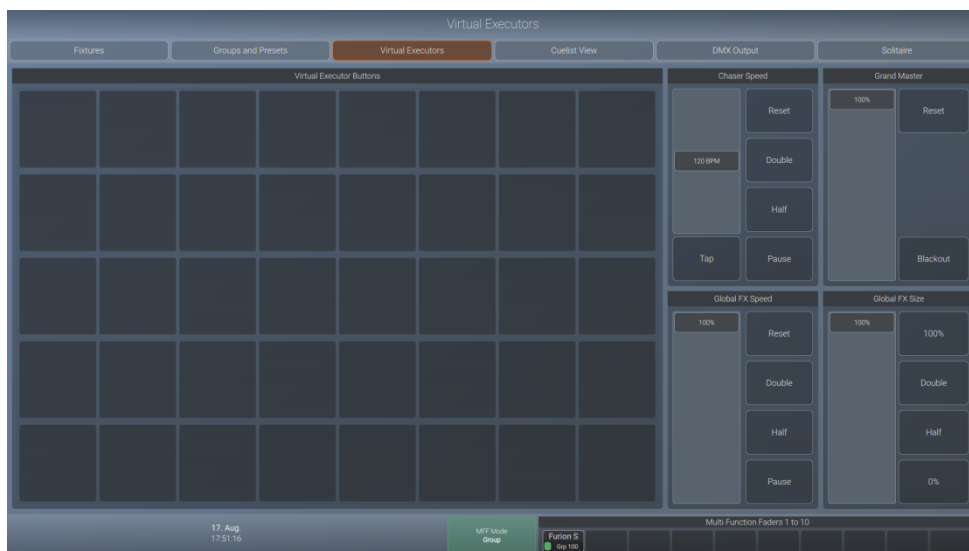 Virtual Executors
Fixtures
Groups and Presets
Virtual Executors
Cuelist View
DMX Output
Solitaire
Virtual Executor Buttons
Chaser Speed
Grand Master
100%
Reset
Reset
120 BPM
Double
Half
Tap
Pause
Blackout
Global FX Speed
Global FX Size
100%
Reset
100%
100%
Double
Double
Half
Half
Pause
0%
17. Aug.
17:51:16
MFF Mode
Group
Multi Function Faders 1 to 10
Furion S
Grp 100